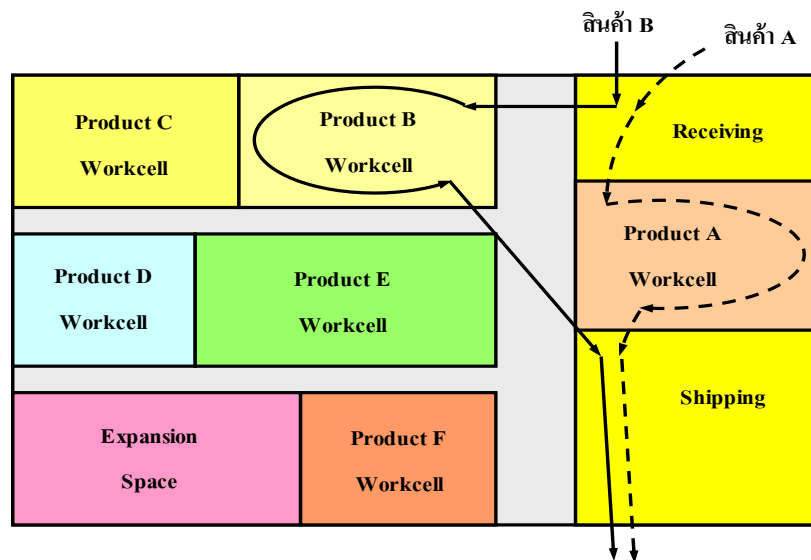 สินค้า B
สินค้า A
Product C
Workcell
Product B
Workcell
Receiving
Product A
Workcell
Product D
Workcell
Product E
Workcell
Shipping
Expansion
Space
Product F
Workcell